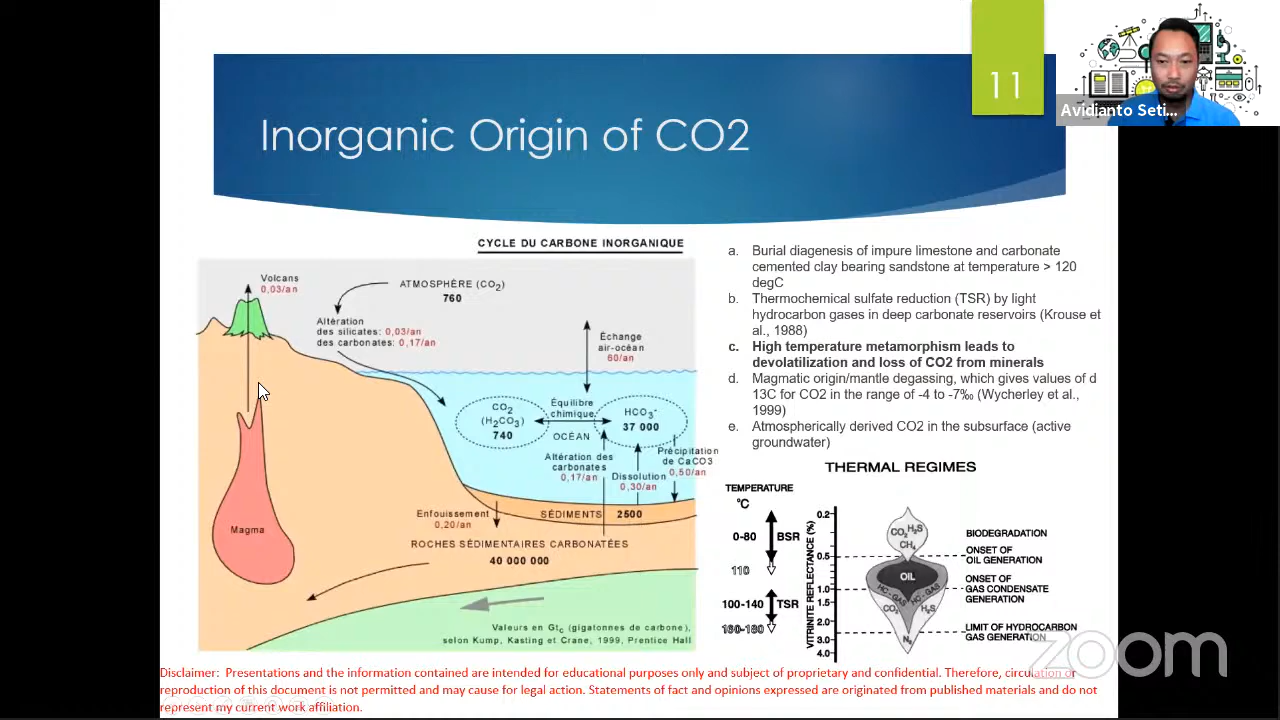 11
Avidianto Seti...
Inorganic Origin of CO2
CYCLE DU CARBONE INORGANIQUE
Volcans
0,03/an
ATMOSPHÈRE (CO2)
760
Altération
des silicates: 0,03/an
des carbonates: 0,17/an
Échange
air-océan
60/an
CO2
(H2CO3)
740
Équilibre
chimique
OCÉAN
HCO3-
37 000
Altération des
carbonates
0,17/an
Dissolution
0,30/an
Précipitation
de CaCO3
0,50/an
Enfouissement
0,20/an
SÉDIMENTS 2500
Magma
ROCHES SÉDIMENTAIRES CARBONATÉES
40 000 000
Valeurs en Gtc (gigatonnes de carbone),
selon Kump, Kasting et Crane, 1999, Prentice Hall
a. Burial diagenesis of impure limestone and carbonate
cemented clay bearing sandstone at temperature > 120
degC
b. Thermochemical sulfate reduction (TSR) by light
hydrocarbon gases in deep carbonate reservoirs (Krouse et
al., 1988)
c. High temperature metamorphism leads to
devolatilization and loss of CO2 from minerals
d. Magmatic origin/mantle degassing, which gives values of d
13C for CO2 in the range of -4 to -7‰ (Wycherley et al.,
1999)
e. Atmospherically derived CO2 in the subsurface (active
groundwater)
THERMAL REGIMES
TEMPERATURE
°C
0-80 BSR
110
100-140 TSR
160-180
VITRINITE REFLECTANCE (%)
0.2
0.5
1.0
1.5
2.0
3.0
4.0
CO2 H2S
CH4
OIL
HC - GAS HC - GAS
CO2 H2S
N2
BIODEGRADATION
ONSET OF
OIL GENERATION
ONSET OF
GAS CONDENSATE
GENERATION
LIMIT OF HYDROCARBON
GAS GENERATION
zoom
Disclaimer: Presentations and the information contained are intended for educational purposes only and subject of proprietary and confidential. Therefore, circulation or
reproduction of this document is not permitted and may cause for legal action. Statements of fact and opinions expressed are originated from published materials and do not
represent my current work affiliation.